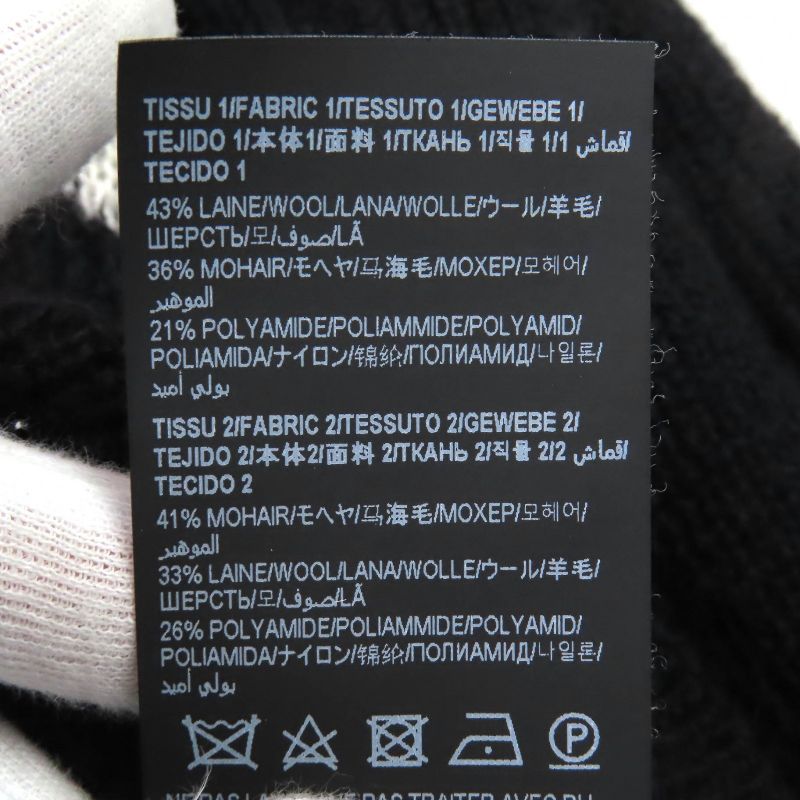 TISSU 1/FABRIC 1/TESSUTO 1/GEWEBE 1/
TEJIDO 1/本体1/面料 1/ТКАНЬ 1/직물 1/1 اقماش/
TECIDO 1
43% LAINE/WOOL/LANA/WOLLE/ウール/羊毛/
ШЕРСТЬ/모/صوف/LÃ
36% MOHAIR/モヘヤ/马海毛/МОХЕР/모헤어/
الموهير
21% POLYAMIDE/POLIAMMIDE/POLYAMID/
POLIAMIDA/ナイロン/锦纶/ПОЛИАМИД/나일론/
بولي أميد
TISSU 2/FABRIC 2/TESSUTO 2/GEWEBE 2/
TEJIDO 2/本体2/面料 2/ТКАНЬ 2/직물 2/2 اقماش/
TECIDO 2
41% MOHAIR/モヘヤ/马海毛/МОХЕР/모헤어/
الموهير
33% LAINE/WOOL/LANA/WOLLE/ウール/羊毛/
ШЕРСТЬ/모/صوف/LÃ
26% POLYAMIDE/POLIAMMIDE/POLYAMID/
POLIAMIDA/ナイロン/锦纶/ПОЛИАМИД/나일론/
بولي أميد
P